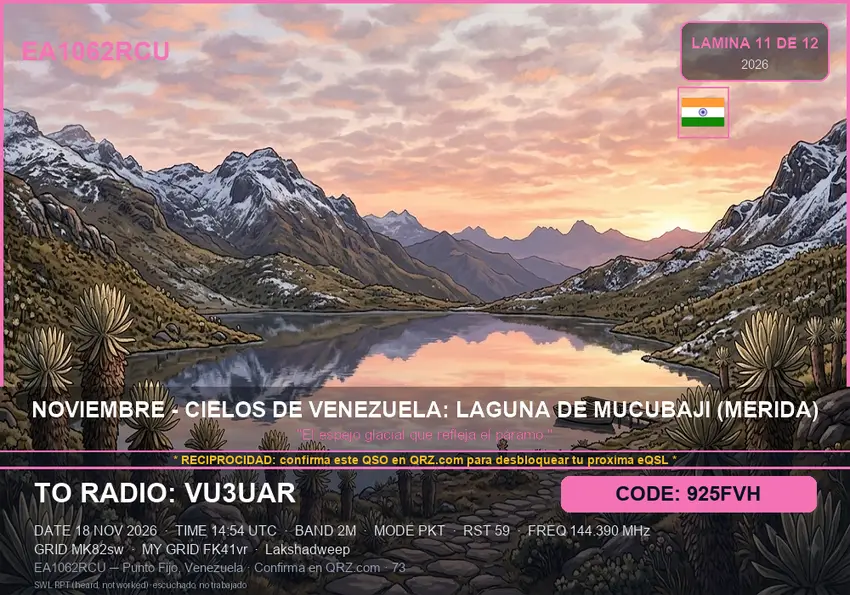 EA1062RCU
LAMINA 11 DE 12
2026
NOVIEMBRE - CIELOS DE VENEZUELA: LAGUNA DE MUCUBAJI (MERIDA)
"El espejo glacial que refleja el paramo."
* RECIPROCIDAD: confirma este QSO en QRZ.com para desbloquear tu proxima eQSL *
TO RADIO: VU3UAR
CODE: 925FVH
DATE 18 NOV 2026 · TIME 14:54 UTC · BAND 2M · MODE PKT · RST 59 · FREQ 144.390 MHz
GRID MK82sw · MY GRID FK41vr · Lakshadweep
EA1062RCU — Punto Fijo, Venezuela · Confirma en QRZ.com · 73
SWL RPT (heard, not worked) · escuchado, no trabajado